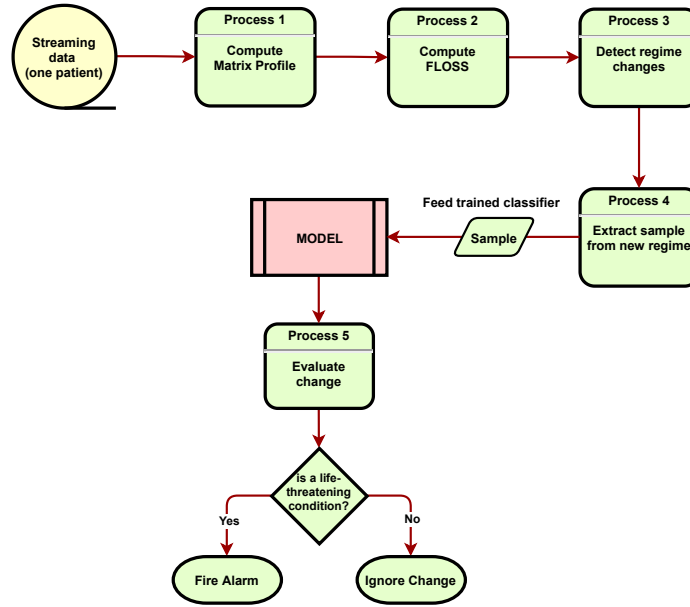 Streaming
data
(one patient)
Process 1
Compute
Matrix Profile
Process 2
Compute
FLOSS
Process 3
Detect regime
changes
Process 4
Extract sample
from new regime
Feed trained classifier
Sample
MODEL
Process 5
Evaluate
change
is a life-
threatening
condition?
Yes
No
Fire Alarm
Ignore Change